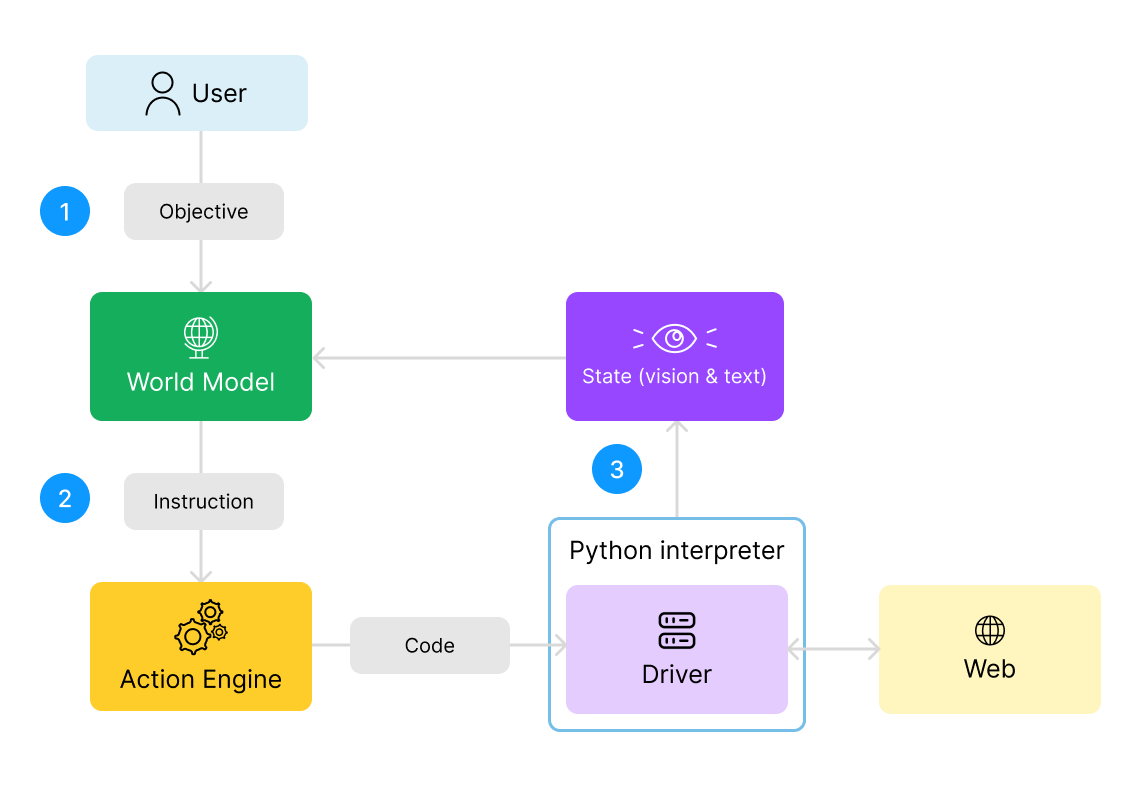 User
1
Objective
World Model
State (vision & text)
2
Instruction
3
Python interpreter
Action Engine
Code
Driver
Web